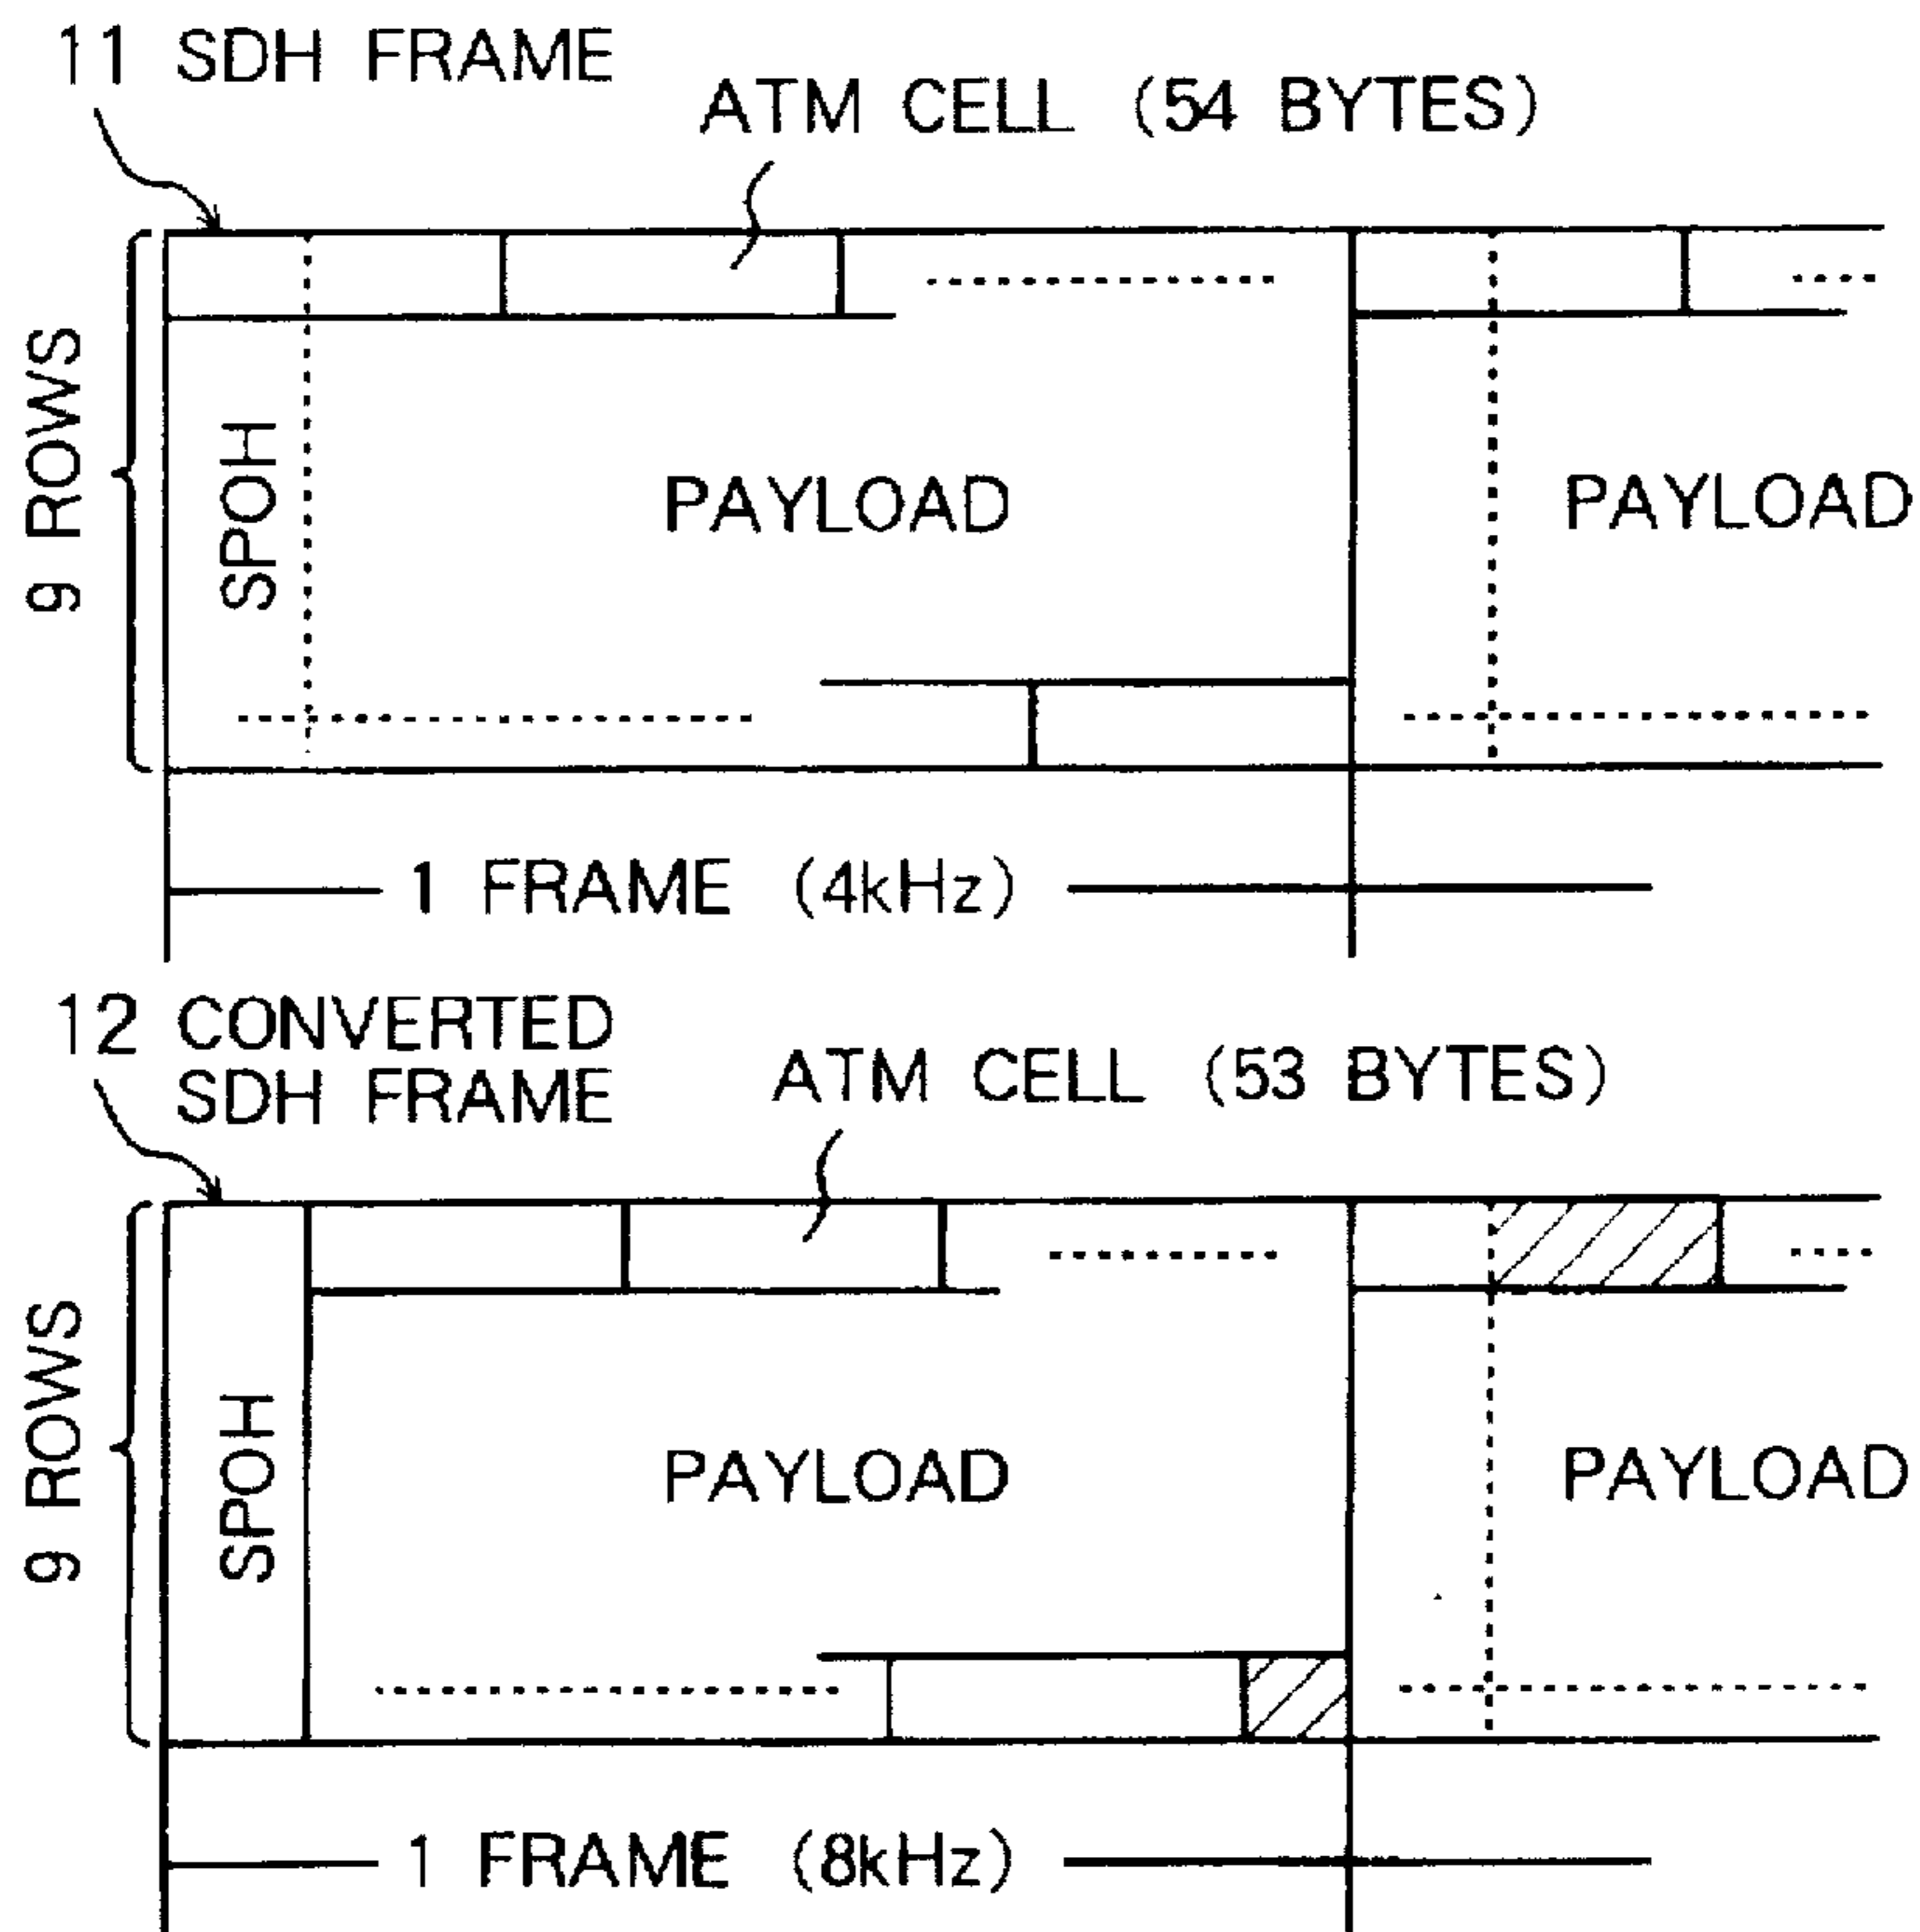 11 SDH FRAME
ATM CELL (54 BYTES)
9 ROWS
SPOH
PAYLOAD
PAYLOAD
1 FRAME (4kHz)
12 CONVERTED
SDH FRAME
ATM CELL (53 BYTES)
9 ROWS
SPOH
PAYLOAD
PAYLOAD
1 FRAME (8kHz)